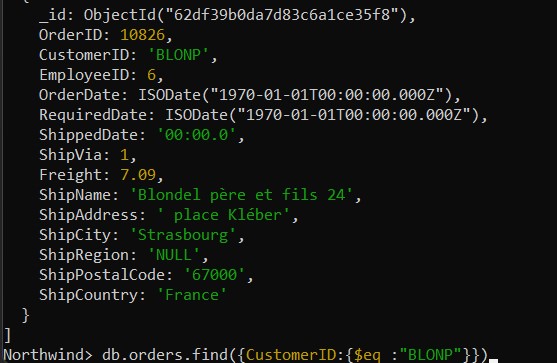 {
_id: ObjectId("62df39b0da7d83c6a1ce35f8"),
OrderID: 10826,
CustomerID: 'BLONP',
EmployeeID: 6,
OrderDate: ISODate("1970-01-01T00:00:00.000Z"),
RequiredDate: ISODate("1970-01-01T00:00:00.000Z"),
ShippedDate: '00:00.0',
ShipVia: 1,
Freight: 7.09,
ShipName: 'Blondel père et fils 24',
ShipAddress: ' place Kléber',
ShipCity: 'Strasbourg',
ShipRegion: 'NULL',
ShipPostalCode: '67000',
ShipCountry: 'France'
}
]
Northwind> db.orders.find({CustomerID:{$eq :"BLONP"}})